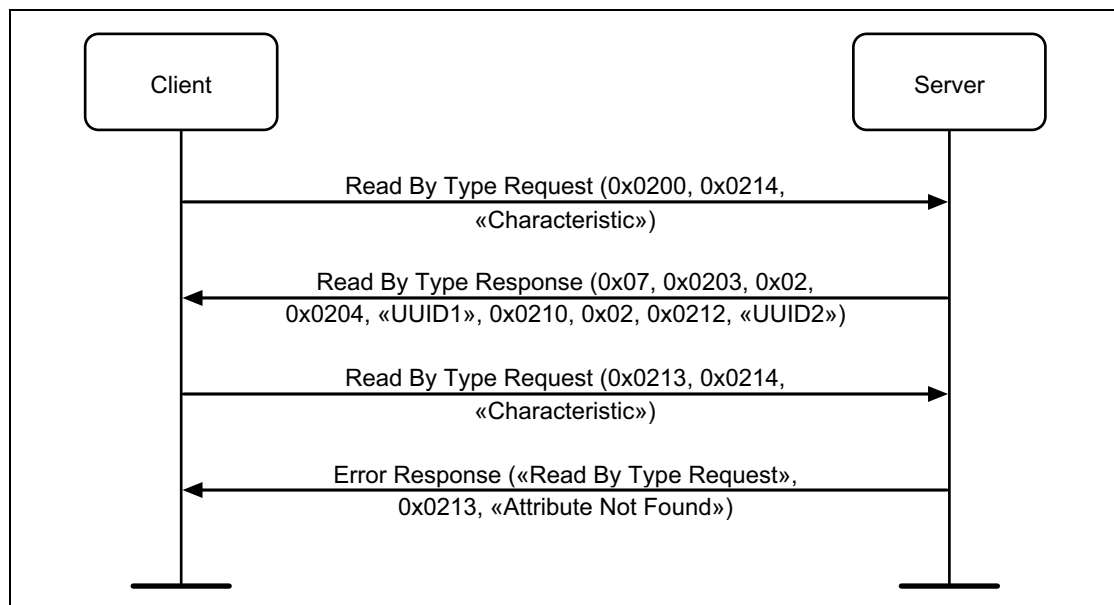 Client
Server
Read By Type Request (0x0200, 0x0214,
«Characteristic»)
Read By Type Response (0x07, 0x0203, 0x02,
0x0204, «UUID1», 0x0210, 0x02, 0x0212, «UUID2»)
Read By Type Request (0x0213, 0x0214,
«Characteristic»)
Error Response («Read By Type Request»,
0x0213, «Attribute Not Found»)